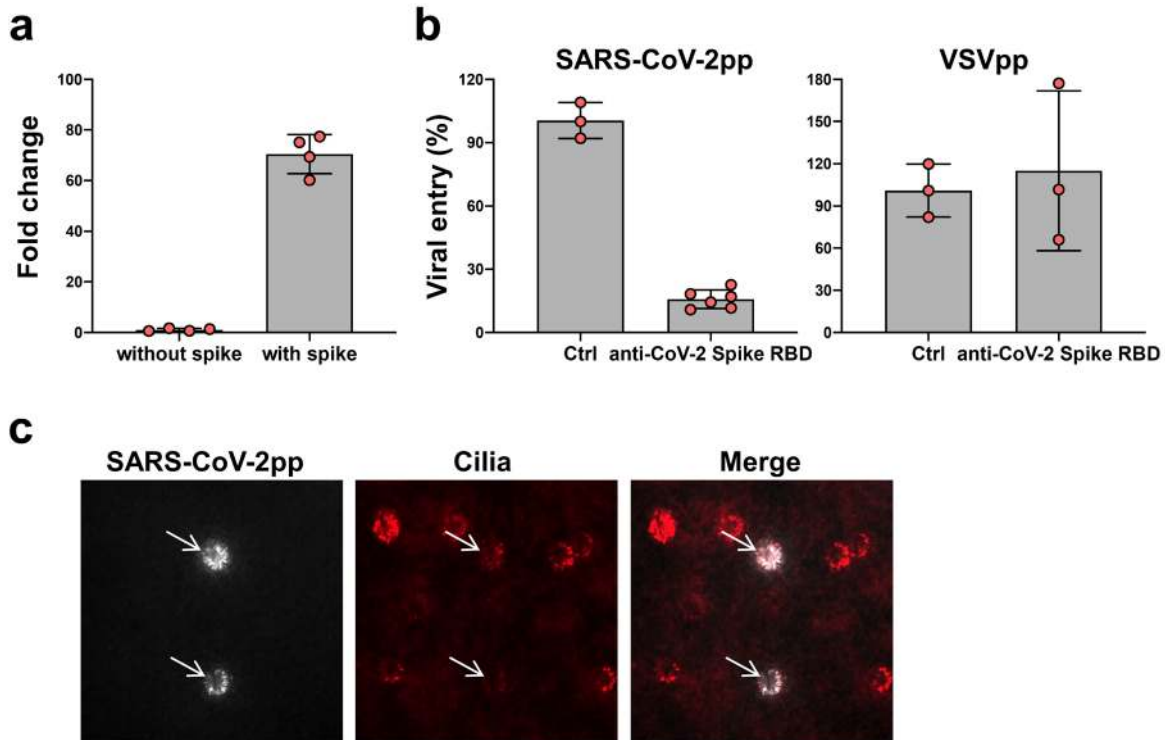 a
Fold change
100
80
60
40
20
0
without spike
with spike
b
SARS-CoV-2pp
Viral entry (%)
120
90
60
30
0
Ctrl
anti-CoV-2 Spike RBD
VSVpp
180
150
120
90
60
30
0
Ctrl
anti-CoV-2 Spike RBD
c
SARS-CoV-2pp
Cilia
Merge